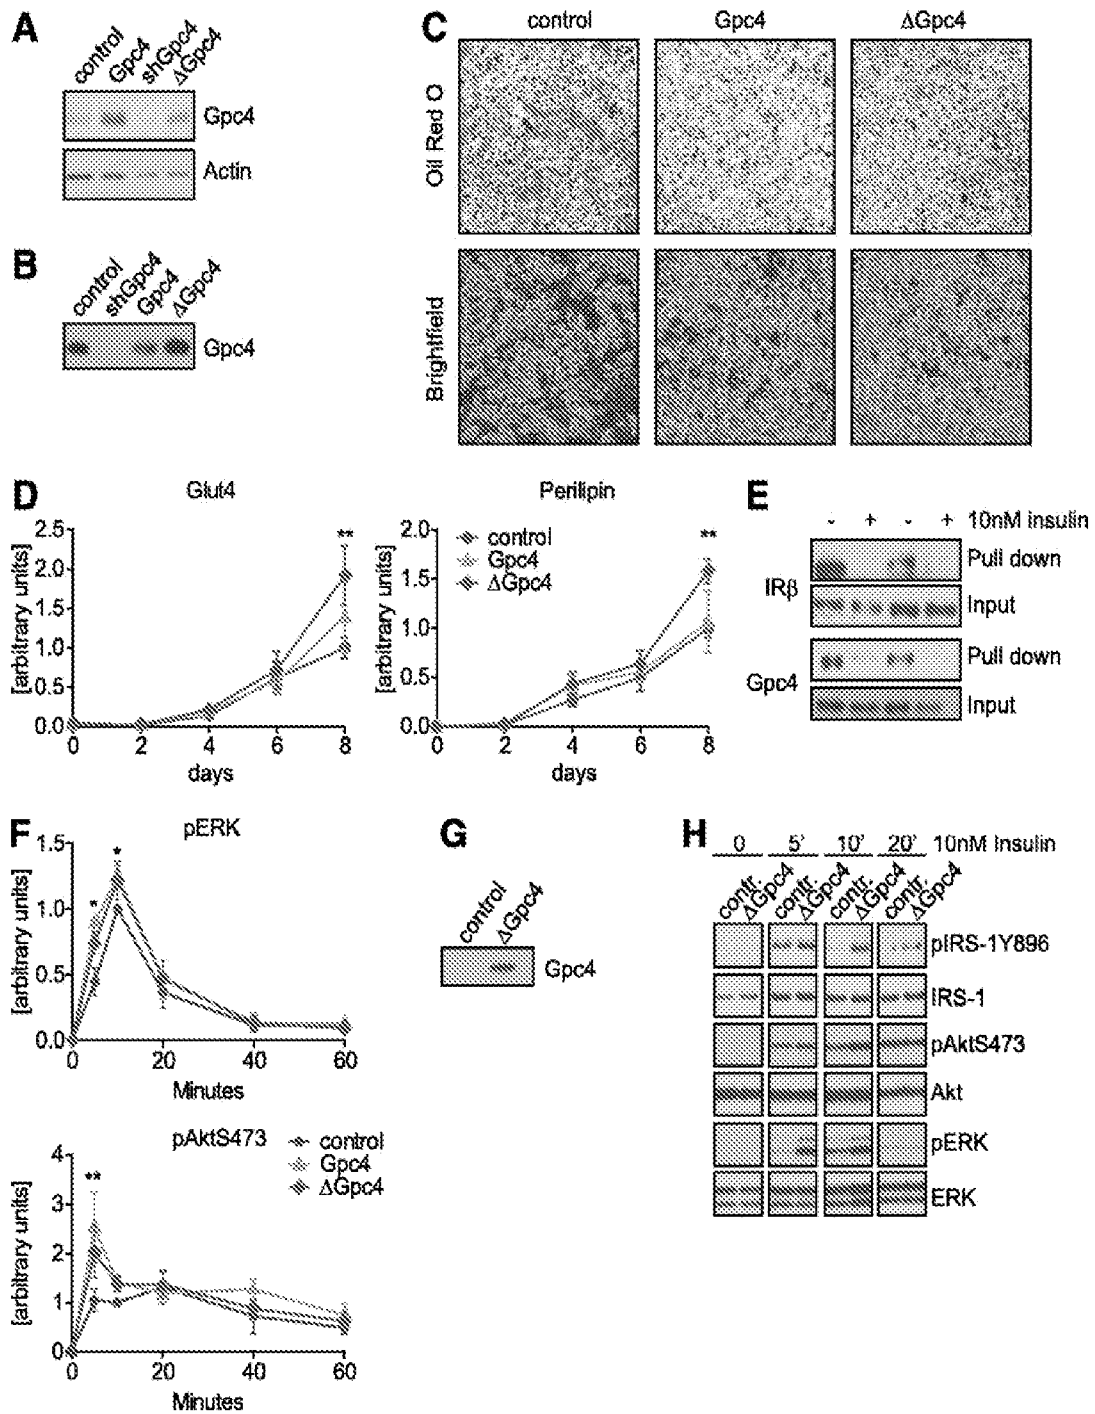 A
control
Gpc4
shGpc4
ΔGpc4
Gpc4
Actin
B
control
shGpc4
Gpc4
ΔGpc4
Gpc4
C
control
Gpc4
ΔGpc4
Oil Red O
Brightfield
D
Glut4
[arbitrary units]
2.5
2.0
1.5
1.0
0.5
0.0
**
0 2 4 6 8
days
Perilipin
[arbitrary units]
2.0
1.5
1.0
0.5
0.0
control
Gpc4
ΔGpc4
**
0 2 4 6 8
days
E
- + - + 10nM insulin
IRβ
Pull down
Input
Gpc4
Pull down
Input
F
pERK
[arbitrary units]
1.5
1.0
0.5
0.0
*
*
0 20 40 60
Minutes
pAktS473
[arbitrary units]
4
3
2
1
0
**
control
Gpc4
ΔGpc4
0 20 40 60
Minutes
G
control
ΔGpc4
Gpc4
H
0 5' 10' 20' 10nM Insulin
contr.
ΔGpc4
contr.
ΔGpc4
contr.
ΔGpc4
contr.
ΔGpc4
pIRS-1Y896
IRS-1
pAktS473
Akt
pERK
ERK